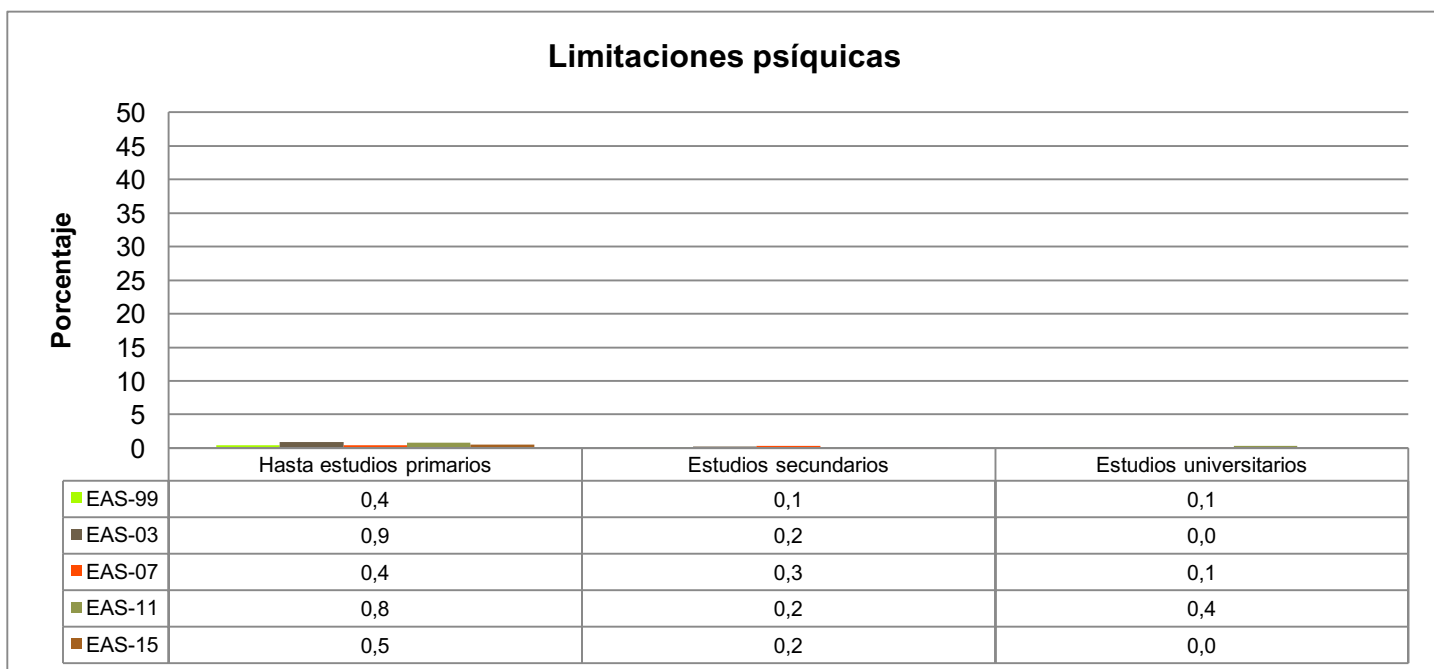 Limitaciones psíquicas
Porcentaje
50
45
40
35
30
25
20
15
10
5
0
Hasta estudios primarios Estudios secundarios Estudios universitarios
EAS-99 0,4 0,1 0,1
EAS-03 0,9 0,2 0,0
EAS-07 0,4 0,3 0,1
EAS-11 0,8 0,2 0,4
EAS-15 0,5 0,2 0,0